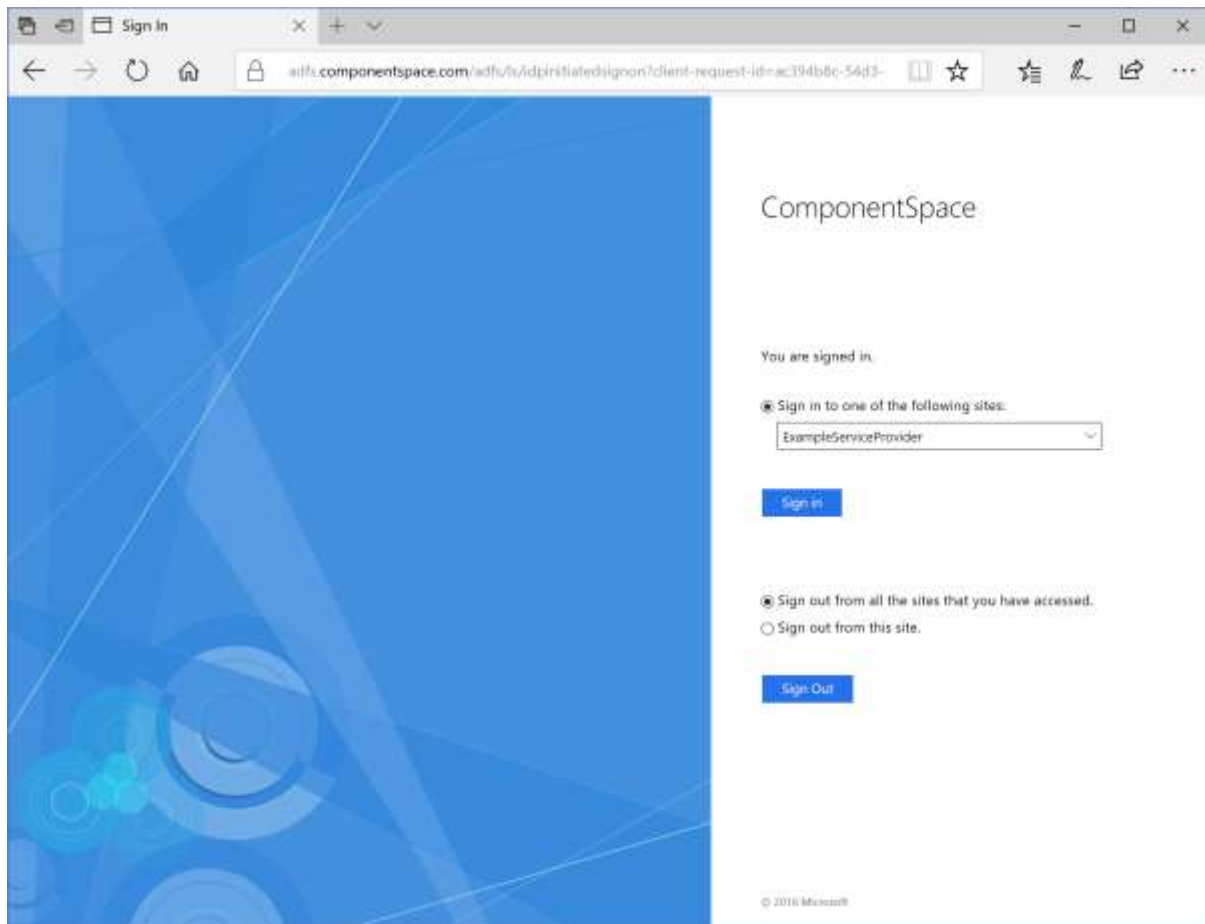 Sign In
adfs.componentspace.com/adfs/ls/idpinitiatedsignon?client-request-id=ac394b8c-54d3-
ComponentSpace
You are signed in.
Sign in to one of the following sites:
ExampleServiceProvider
Sign in
Sign out from all the sites that you have accessed.
Sign out from this site.
Sign Out
© 2016 Microsoft